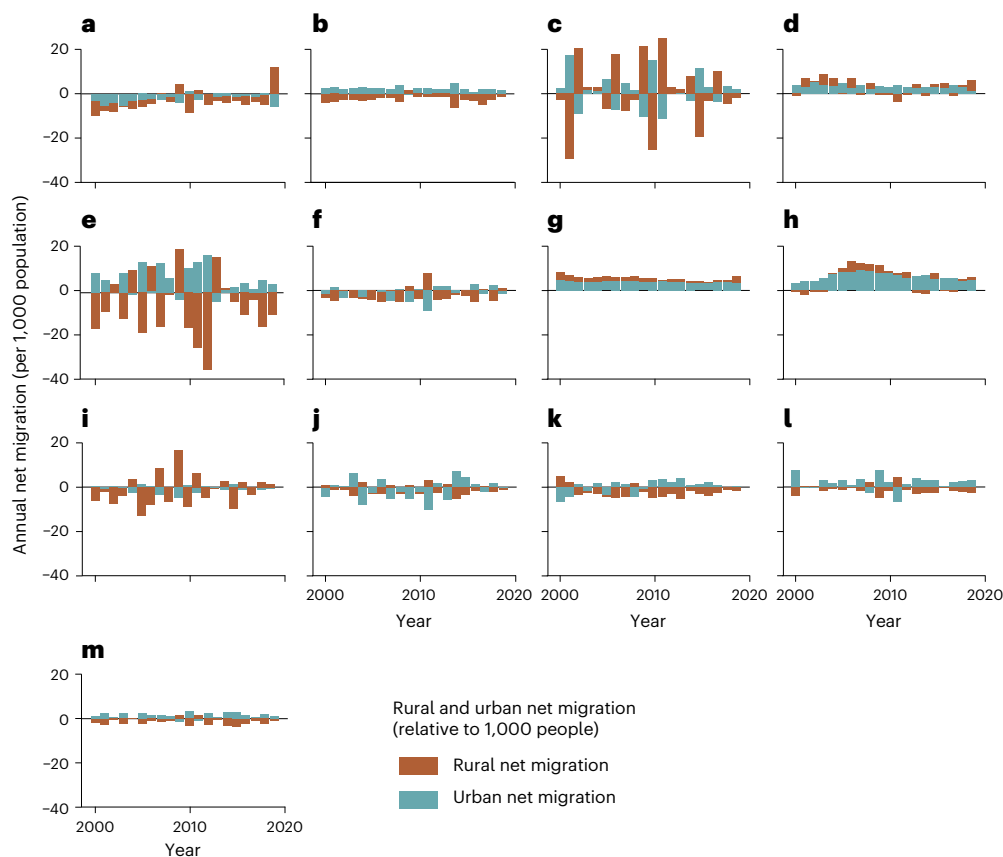 a
b
c
d
20
0
−20
−40
e
f
g
h
20
0
−20
−40
i
j
k
l
20
0
−20
−40
2000
2010
2020
2000
2010
2020
2000
2010
2020
Year
Year
Year
m
20
0
−20
−40
2000
2010
2020
Year
Annual net migration (per 1,000 population)
Rural and urban net migration
(relative to 1,000 people)
Rural net migration
Urban net migration